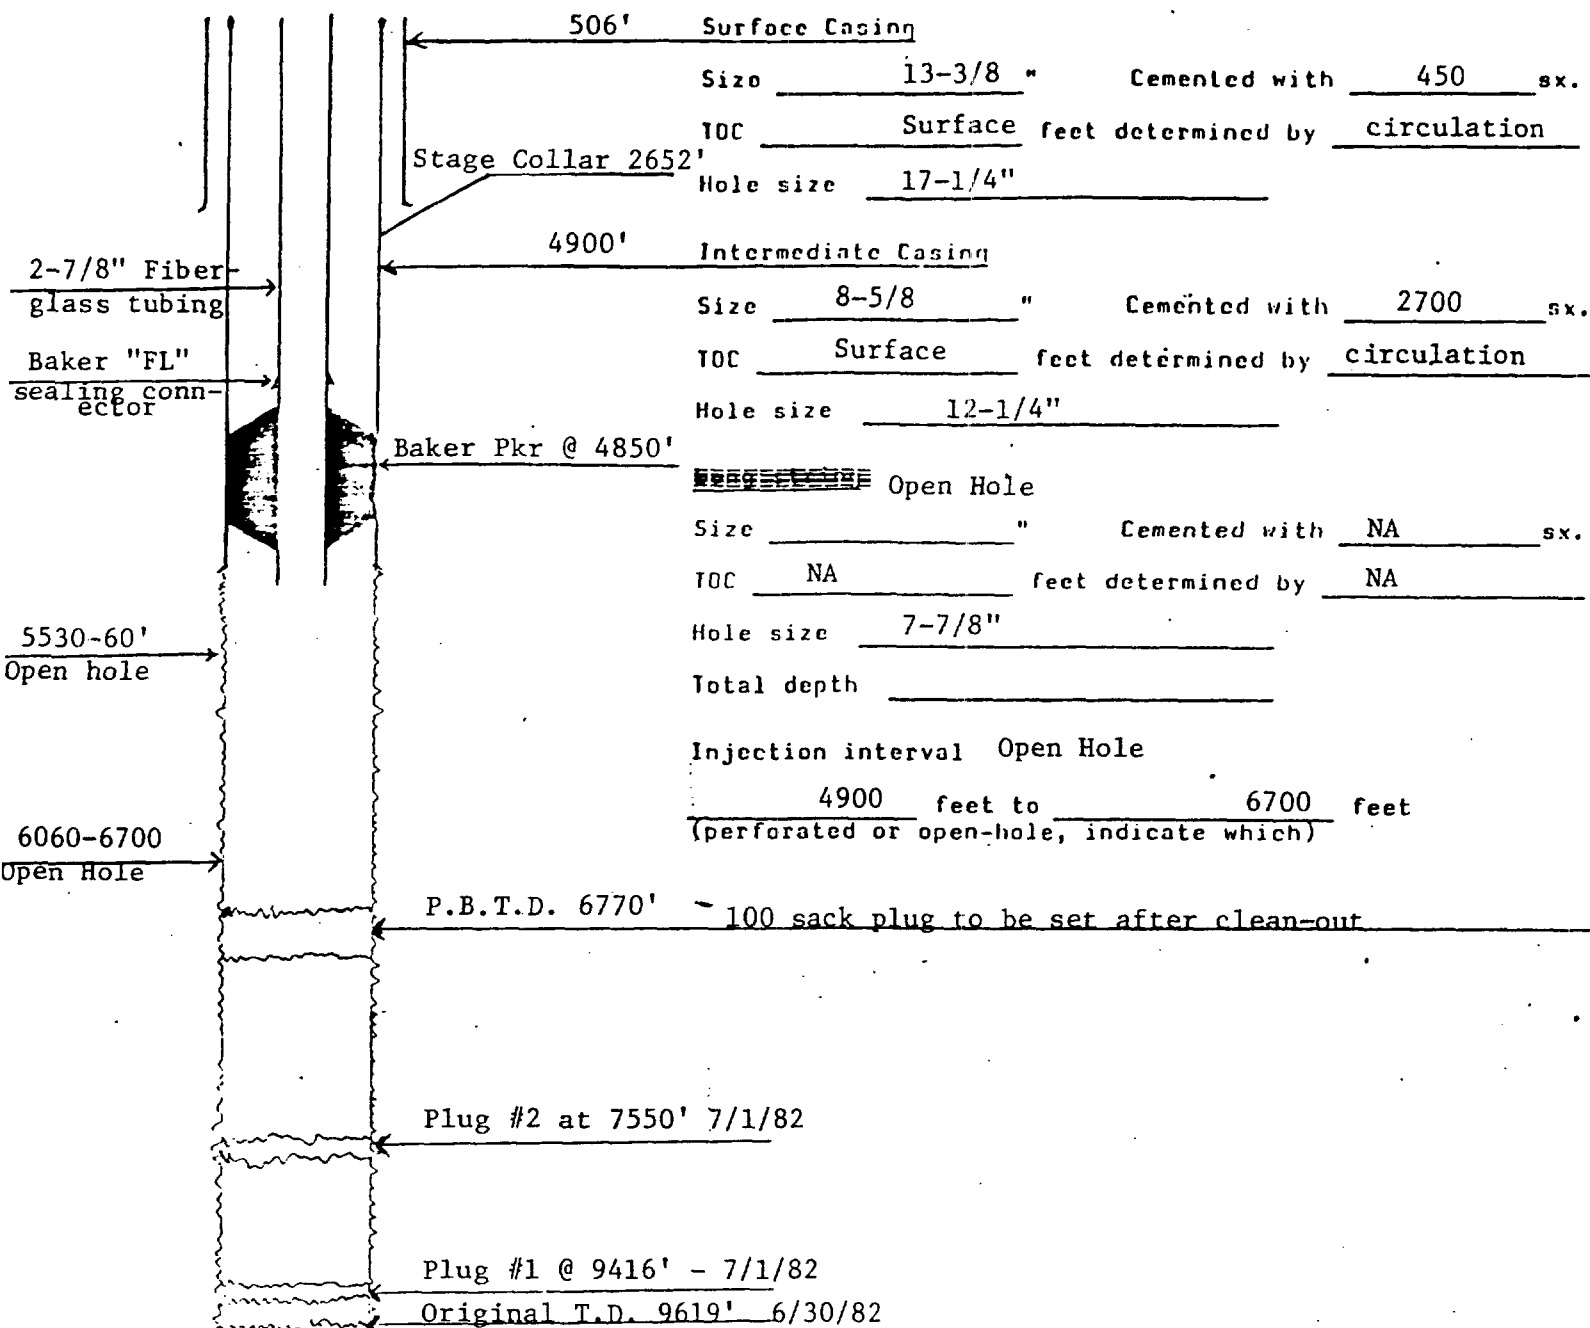 506' Surface Casing
Size 13-3/8 " Cemented with 450 sx.
TOC Surface feet determined by circulation
Stage Collar 2652'
Hole size 17-1/4"
4900' Intermediate Casing
2-7/8" Fiber-
glass tubing
Size 8-5/8 " Cemented with 2700 sx.
TOC Surface feet determined by circulation
Baker "FL"
sealing conn-
ector
Hole size 12-1/4"
Baker Pkr @ 4850'
Open Hole
Size " Cemented with NA sx.
TOC NA feet determined by NA
5530-60'
Open hole
Hole size 7-7/8"
Total depth
Injection interval Open Hole
4900 feet to 6700 feet
(perforated or open-hole, indicate which)
6060-6700
Open Hole
P.B.T.D. 6770' - 100 sack plug to be set after clean-out
Plug #2 at 7550' 7/1/82
Plug #1 @ 9416' - 7/1/82
Original T.D. 9619' 6/30/82